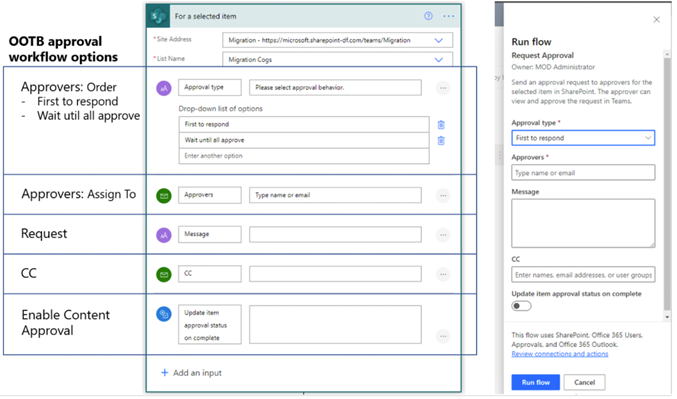 OOTB approval
workflow options
Approvers: Order
- First to respond
- Wait util all approve
Approvers: Assign To
Request
CC
Enable Content
Approval
For a selected item
*Site Address
Migration - https://microsoft.sharepoint-df.com/teams/Migration
*List Name
Migration Cogs
Approval type
Please select approval behavior.
Drop-down list of options
First to respond
Wait until all approve
Enter another option
Approvers
Type name or email
Message
CC
Update item
approval status
on complete
+ Add an input
Run flow
Request Approval
Owner: MOD Administrator
Send an approval request to approvers for the
selected item in SharePoint. The approver can
view and approve the request in Teams.
Approval type *
First to respond
Approvers *
Type name or email
Message
CC
Enter names, email addresses, or user groups
Update item approval status on complete
This flow uses SharePoint, Office 365 Users,
Approvals, and Office 365 Outlook.
Review connections and actions
Run flow
Cancel